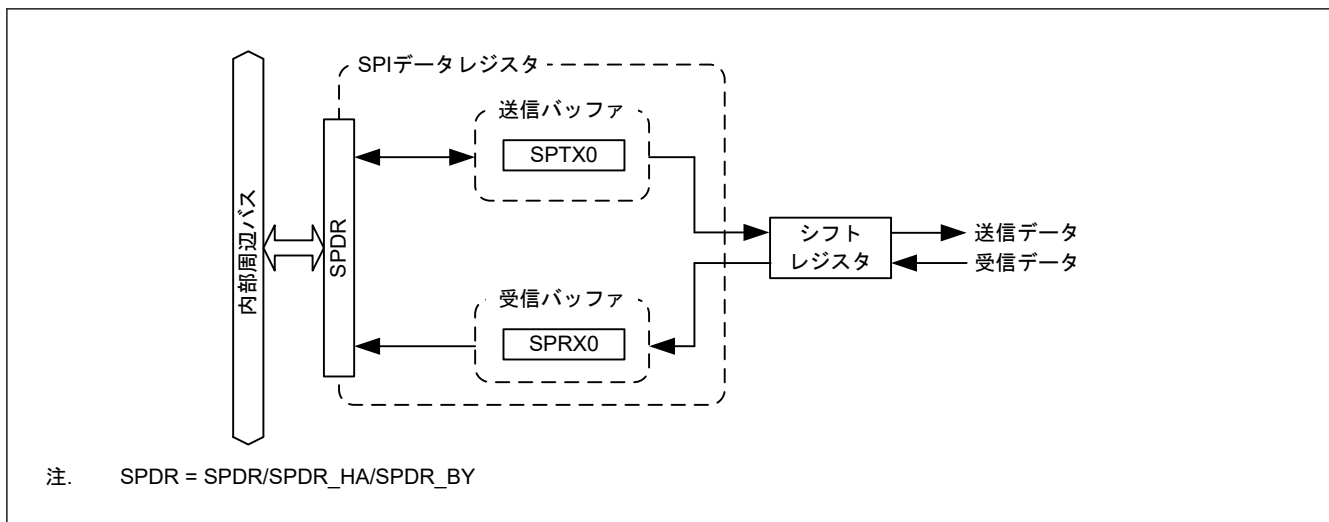 SPIデータレジスタ
送信バッファ
SPTX0
内部周辺バス
SPDR
シフト
レジスタ
送信データ
受信データ
受信バッファ
SPRX0
注. SPDR = SPDR/SPDR_HA/SPDR_BY